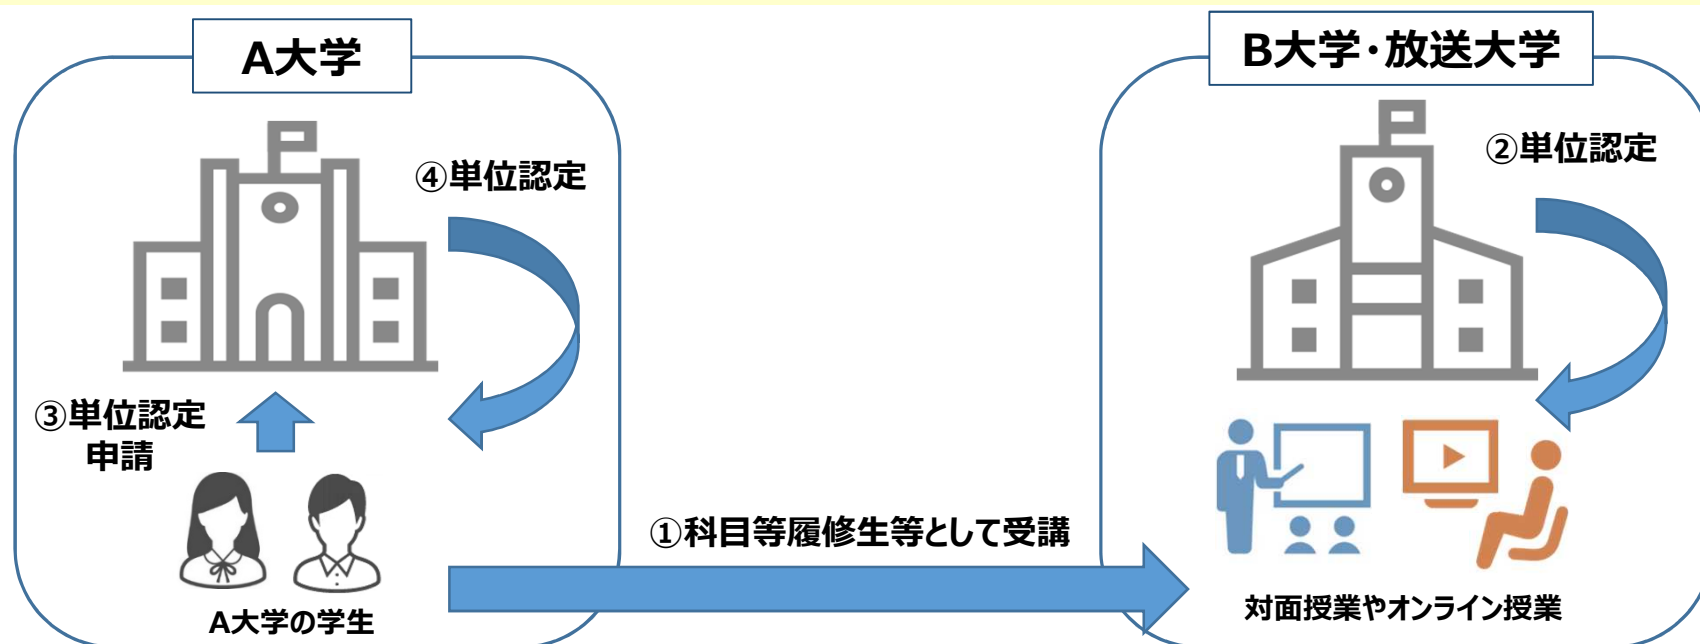 A大学
B大学・放送大学
④単位認定
②単位認定
③単位認定
申請
①科目等履修生等として受講
A大学の学生
対面授業やオンライン授業